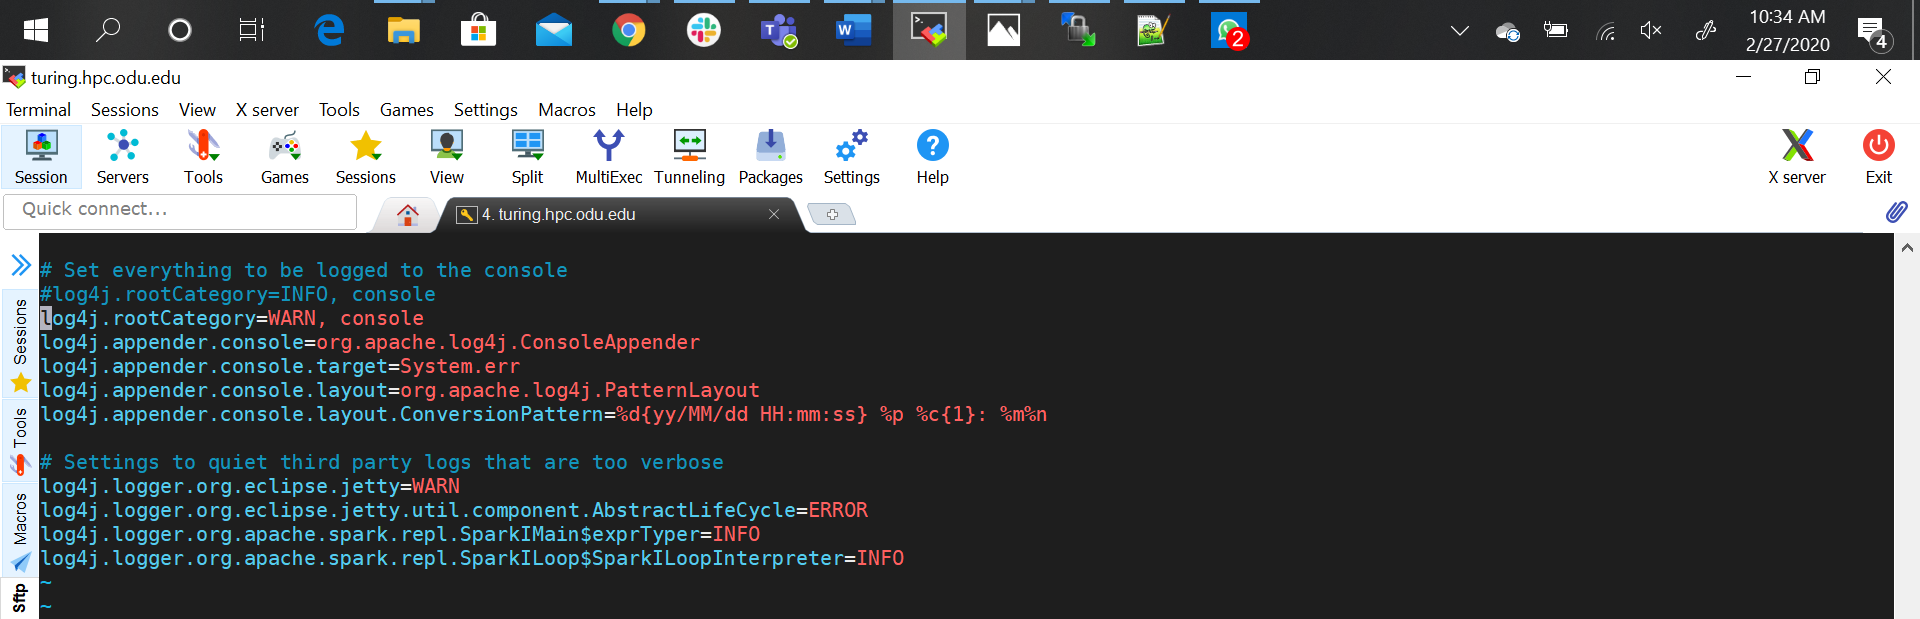 10:34 AM
2/27/2020
2
4
turing.hpc.odu.edu
Terminal Sessions View X server Tools Games Settings Macros Help
Session Servers Tools Games Sessions View Split MultiExec Tunneling Packages Settings Help X server Exit
Quick connect...
4. turing.hpc.odu.edu
Sessions
Tools
Macros
Sftp
# Set everything to be logged to the console
#log4j.rootCategory=INFO, console
log4j.rootCategory=WARN, console
log4j.appender.console=org.apache.log4j.ConsoleAppender
log4j.appender.console.target=System.err
log4j.appender.console.layout=org.apache.log4j.PatternLayout
log4j.appender.console.layout.ConversionPattern=%d{yy/MM/dd HH:mm:ss} %p %c{1}: %m%n
# Settings to quiet third party logs that are too verbose
log4j.logger.org.eclipse.jetty=WARN
log4j.logger.org.eclipse.jetty.util.component.AbstractLifeCycle=ERROR
log4j.logger.org.apache.spark.repl.SparkIMain$exprTyper=INFO
log4j.logger.org.apache.spark.repl.SparkILoop$SparkILoopInterpreter=INFO
~
~